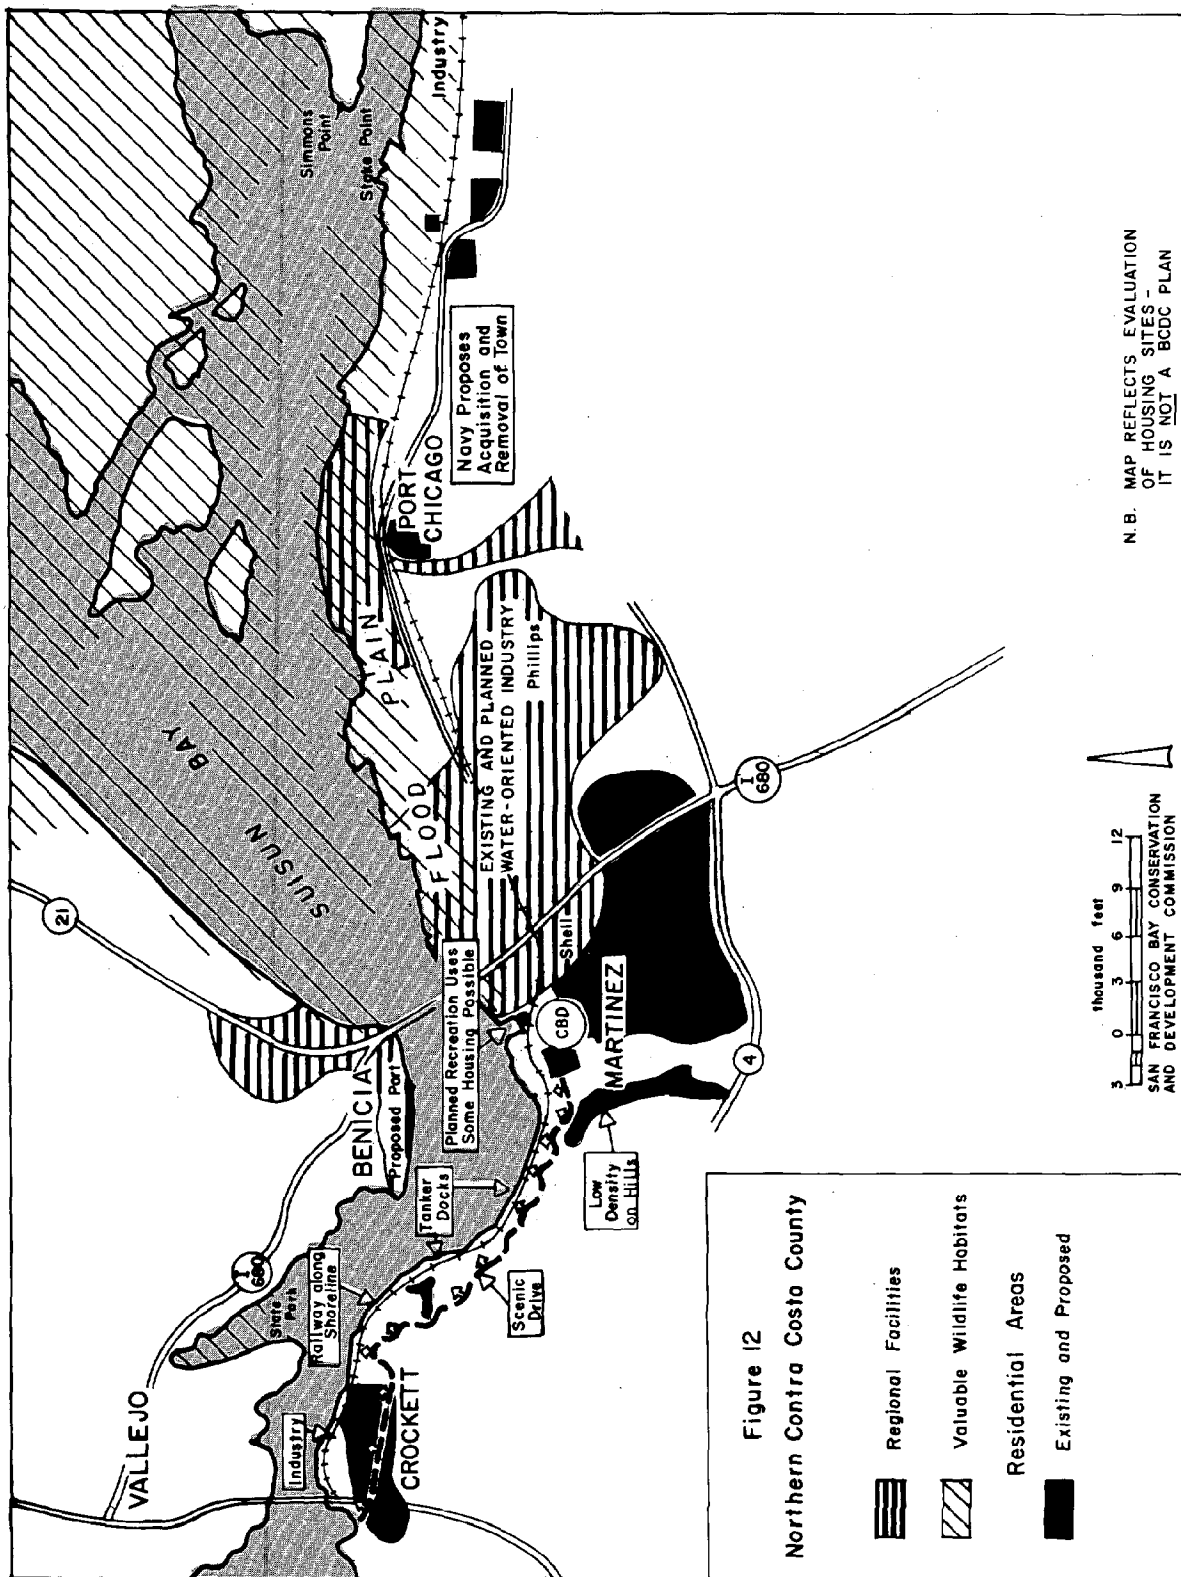 VALLEJO
I
680
State
Park
Industry
Railway along
Shoreline
CROCKETT
Tanker
Docks
Scenic
Drive
21
BENICIA
Proposed Port
SUISUN BAY
Planned Recreation Uses
Some Housing Possible
Low
Density
on Hills
MARTINEZ
CBD
Shell
4
FLOOD PLAIN
EXISTING AND PLANNED
WATER-ORIENTED INDUSTRY
Phillips
I
680
PORT
CHICAGO
Navy Proposes
Acquisition and
Removal of Town
Simmons
Point
Stake Point
Industry
Figure 12
Northern Contra Costa County
Regional Facilities
Valuable Wildlife Habitats
Residential Areas
Existing and Proposed
thousand feet
3 0 3 6 9 12
SAN FRANCISCO BAY CONSERVATION
AND DEVELOPMENT COMMISSION
N.B. MAP REFLECTS EVALUATION
OF HOUSING SITES -
IT IS NOT A BCDC PLAN